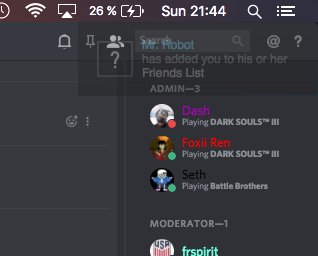 26 % Sun 21:44
Search
@ ?
?
Mr. Robot
has added you to his or her
Friends List
ADMIN—3
Dash
Playing DARK SOULS™ III
Foxii Ren
Playing DARK SOULS™ III
Seth
Playing Battle Brothers
MODERATOR—1
frspirit